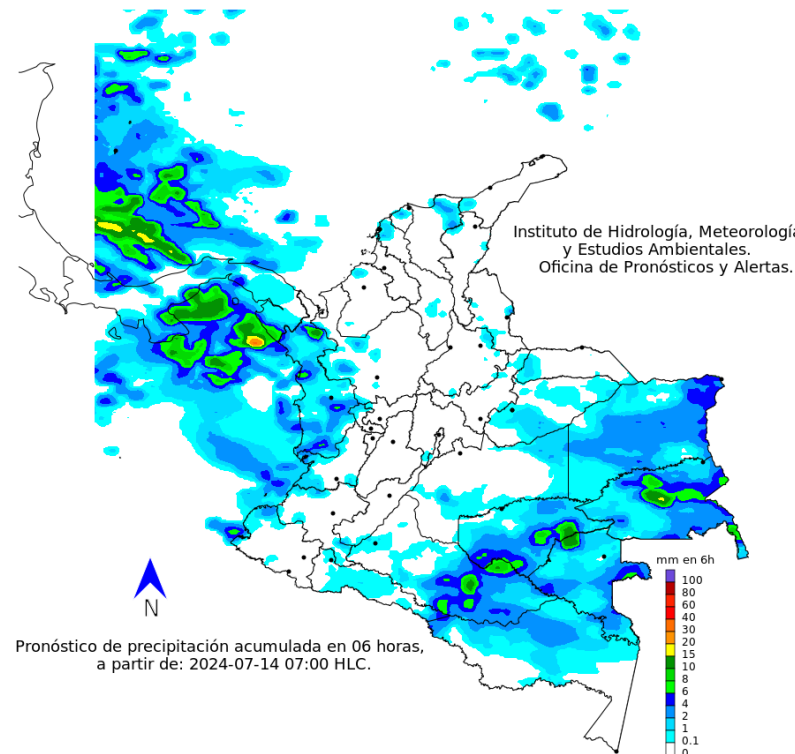 Instituto de Hidrología, Meteorología
y Estudios Ambientales.
Oficina de Pronósticos y Alertas.
N
Pronóstico de precipitación acumulada en 06 horas,
a partir de: 2024-07-14 07:00 HLC.
mm en 6h
100
80
60
40
30
20
15
10
8
6
4
2
1
0.1
0